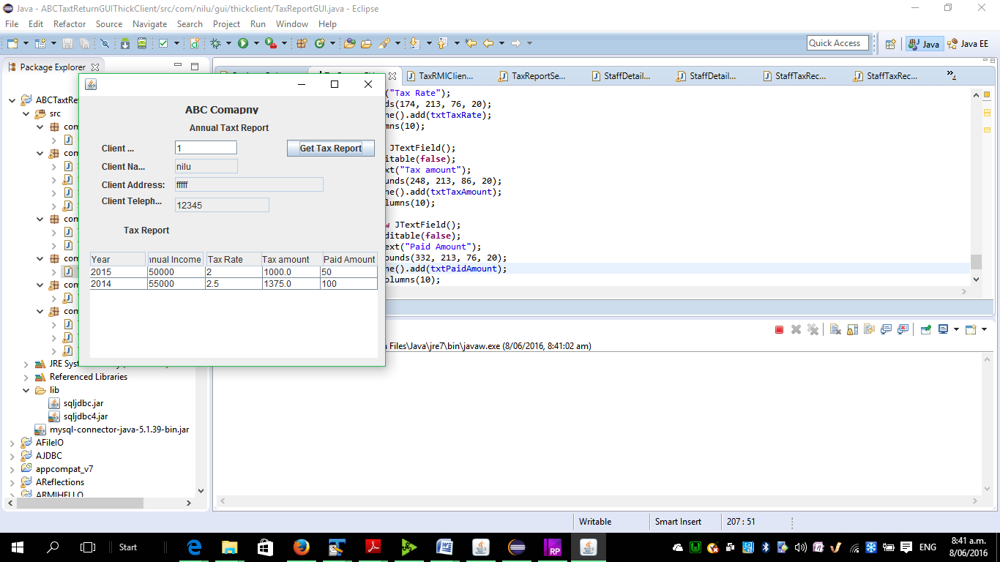 Java - ABCTaxtReturnGUIThickClient/src/com/nilu/gui/thickclient/TaxReportGUI.java - Eclipse
File Edit Refactor Source Navigate Search Project Run Window Help
Quick Access Java Java EE
Package Explorer
TaxRMIClien... TaxReportSe... StaffDetail... StaffDetail... StaffTaxRec... StaffTaxRec... »4
ABCTaxtRe
src
com
com
com
com
com
com
JRE Sys
Referenced Libraries
lib
sqljdbc.jar
sqljdbc4.jar
mysql-connector-java-5.1.39-bin.jar
AFileIO
AJDBC
appcompat_v7
AReflections
ARMIHELLO
ABC Comapny
Annual Taxt Report
Client ... 1 Get Tax Report
Client Na... nilu
Client Address: fffff
Client Teleph... 12345
Tax Report
Year nnual Income Tax Rate Tax amount Paid Amount
2015 50000 2 1000.0 50
2014 55000 2.5 1375.0 100
("Tax Rate");
ds(174, 213, 76, 20);
ne().add(txtTaxRate);
mns(10);
JTextField();
itable(false);
xt("Tax amount");
unds(248, 213, 86, 20);
ne().add(txtTaxAmount);
lumns(10);
w JTextField();
ditable(false);
ext("Paid Amount");
ounds(332, 213, 76, 20);
ne().add(txtPaidAmount);
olumns(10);
Files\Java\jre7\bin\javaw.exe (8/06/2016, 8:41:02 am)
Writable Smart Insert 207 : 51
Start
RP
ENG
8:41 a.m.
8/06/2016